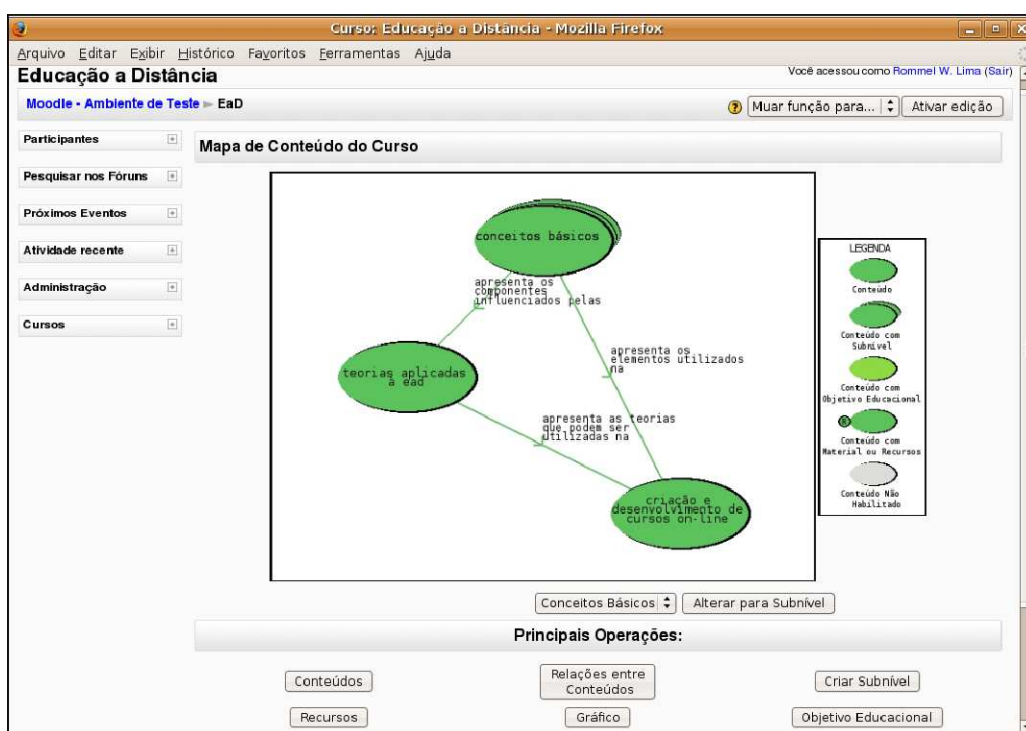 Curso: Educação a Distância - Mozilla Firefox
Arquivo Editar Exibir Histórico Favoritos Ferramentas Ajuda
Educação a Distância
Você acessou como Rommel W. Lima (Sair)
Moodle - Ambiente de Teste ► EaD
Muar função para...
Ativar edição
Participantes
Pesquisar nos Fóruns
Próximos Eventos
Atividade recente
Administração
Cursos
Mapa de Conteúdo do Curso
conceitos básicos
apresenta os
componentes
influenciados pelas
apresenta os
elementos utilizados
na
teorias aplicadas
à ead
apresenta as teorias
que podem ser
utilizadas na
criação e
desenvolvimento de
cursos on-line
LEGENDA
Conteúdo
Conteúdo com
Subnível
Conteúdo com
Objetivo Educacional
R
Conteúdo com
Material ou Recursos
Conteúdo Não
Habilitado
Conceitos Básicos
Alterar para Subnível
Principais Operações:
Conteúdos
Relações entre
Conteúdos
Criar Subnível
Recursos
Gráfico
Objetivo Educacional